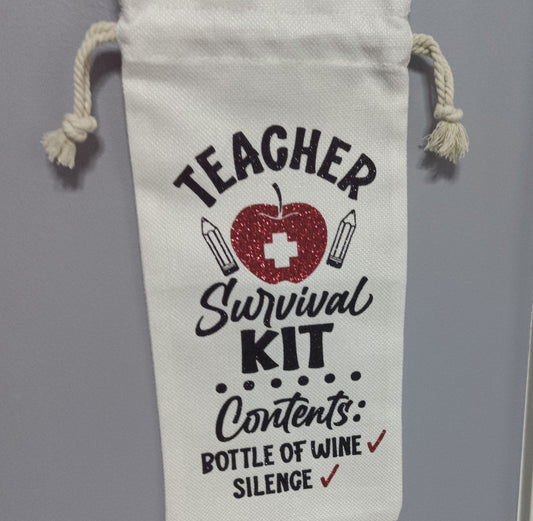 TEACHER
Survival
KIT
Contents:
BOTTLE OF WINE ✓
SILENCE ✓